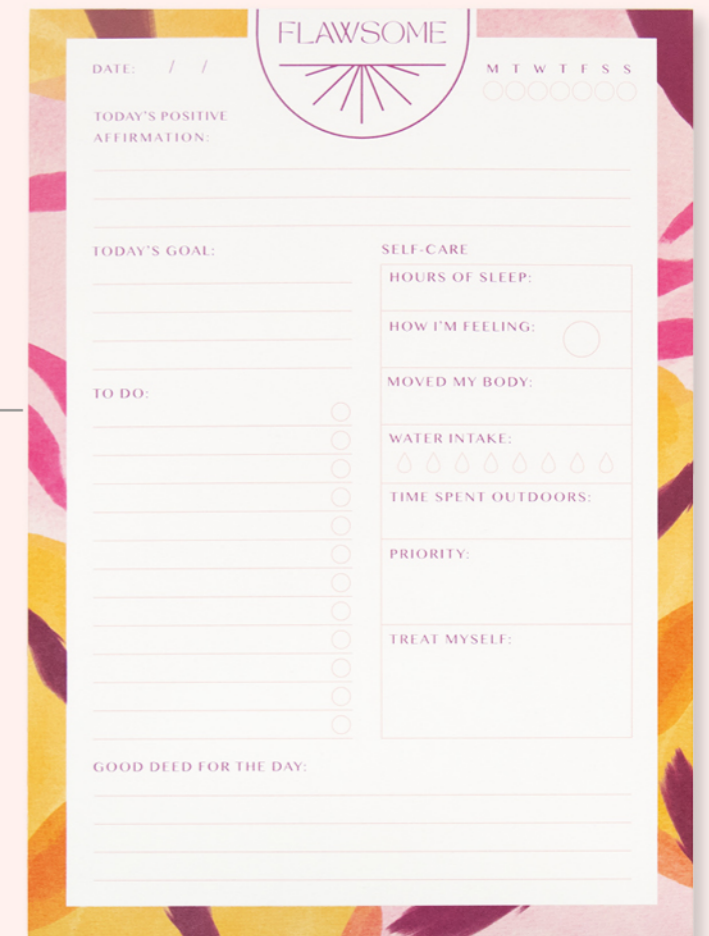 FLAWSOME
DATE: / /
M T W T F S S
TODAY'S POSITIVE
AFFIRMATION:
TODAY'S GOAL:
TO DO:
SELF-CARE
HOURS OF SLEEP:
HOW I'M FEELING:
MOVED MY BODY:
WATER INTAKE:
TIME SPENT OUTDOORS:
PRIORITY:
TREAT MYSELF:
GOOD DEED FOR THE DAY: